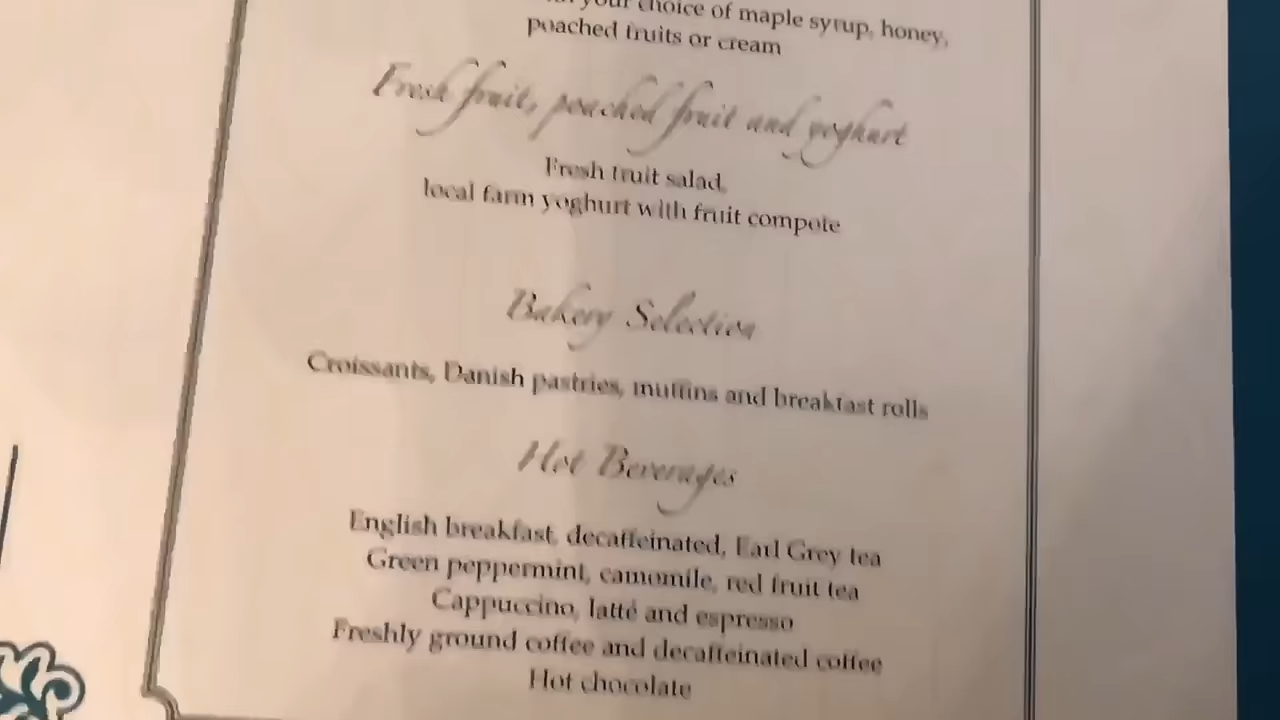 your choice of maple syrup, honey,
poached fruits or cream
Fresh fruit, poached fruit and yoghurt
Fresh fruit salad,
local farm yoghurt with fruit compote
Bakery Selection
Croissants, Danish pastries, muffins and breakfast rolls
Hot Beverages
English breakfast, decaffeinated, Earl Grey tea
Green peppermint, camomile, red fruit tea
Cappuccino, latté and espresso
Freshly ground coffee and decaffeinated coffee
Hot chocolate